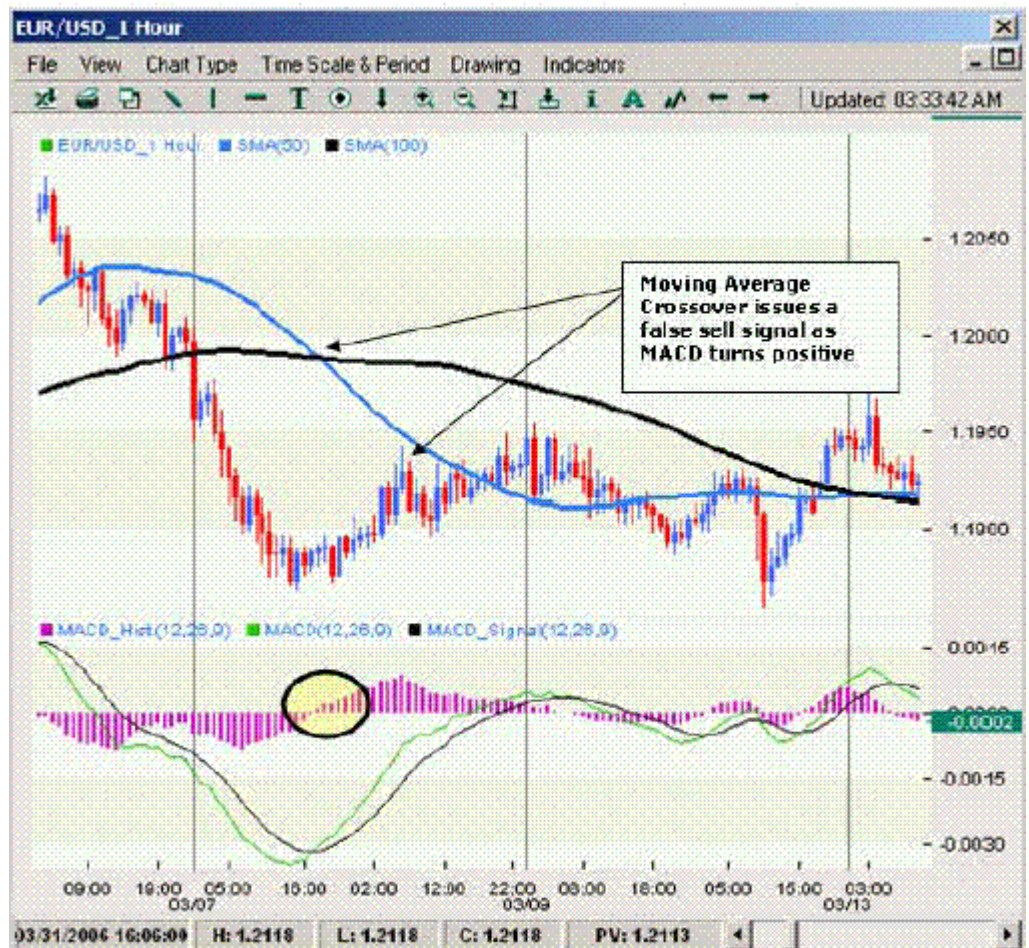 EUR/USD_1 Hour
File View Chart Type Time Scale & Period Drawing Indicators
Updated: 03:33:42 AM
EUR/USD_1 Hour SMA(50) SMA(100)
1.2050
Moving Average
Crossover issues a
false sell signal as
MACD turns positive
1.2000
1.1950
1.1900
MACD_Hist(12,26,9) MACD(12,26,9) MACD_Signal(12,26,9)
0.0015
0.0000
-0.0002
-0.0015
-0.0030
09:00 19:00 05:00 16:00 02:00 12:00 22:00 08:00 18:00 05:00 15:00 03:00
03/07 03/09 03/13
03/31/2006 16:06:00 H: 1.2118 L: 1.2118 C: 1.2118 PV: 1.2113